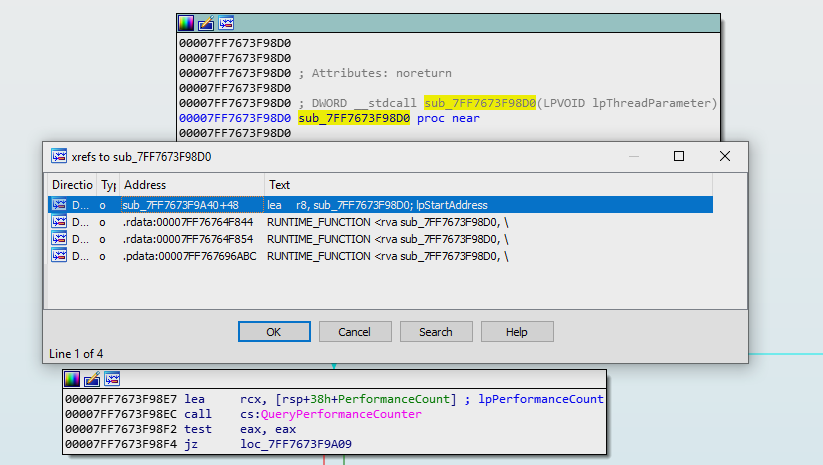 00007FF7673F98D0
00007FF7673F98D0
00007FF7673F98D0 ; Attributes: noreturn
00007FF7673F98D0
00007FF7673F98D0 ; DWORD __stdcall sub_7FF7673F98D0(LPVOID lpThreadParameter)
00007FF7673F98D0 sub_7FF7673F98D0 proc near
00007FF7673F98D0
xrefs to sub_7FF7673F98D0
Directio Ty Address Text
D... o sub_7FF7673F9A40+48 lea r8, sub_7FF7673F98D0; lpStartAddress
D... o .rdata:00007FF76764F844 RUNTIME_FUNCTION <rva sub_7FF7673F98D0, \
D... o .rdata:00007FF76764F854 RUNTIME_FUNCTION <rva sub_7FF7673F98D0, \
D... o .pdata:00007FF767696ABC RUNTIME_FUNCTION <rva sub_7FF7673F98D0, \
OK Cancel Search Help
Line 1 of 4
00007FF7673F98E7 lea rcx, [rsp+38h+PerformanceCount] ; lpPerformanceCount
00007FF7673F98EC call cs:QueryPerformanceCounter
00007FF7673F98F2 test eax, eax
00007FF7673F98F4 jz loc_7FF7673F9A09